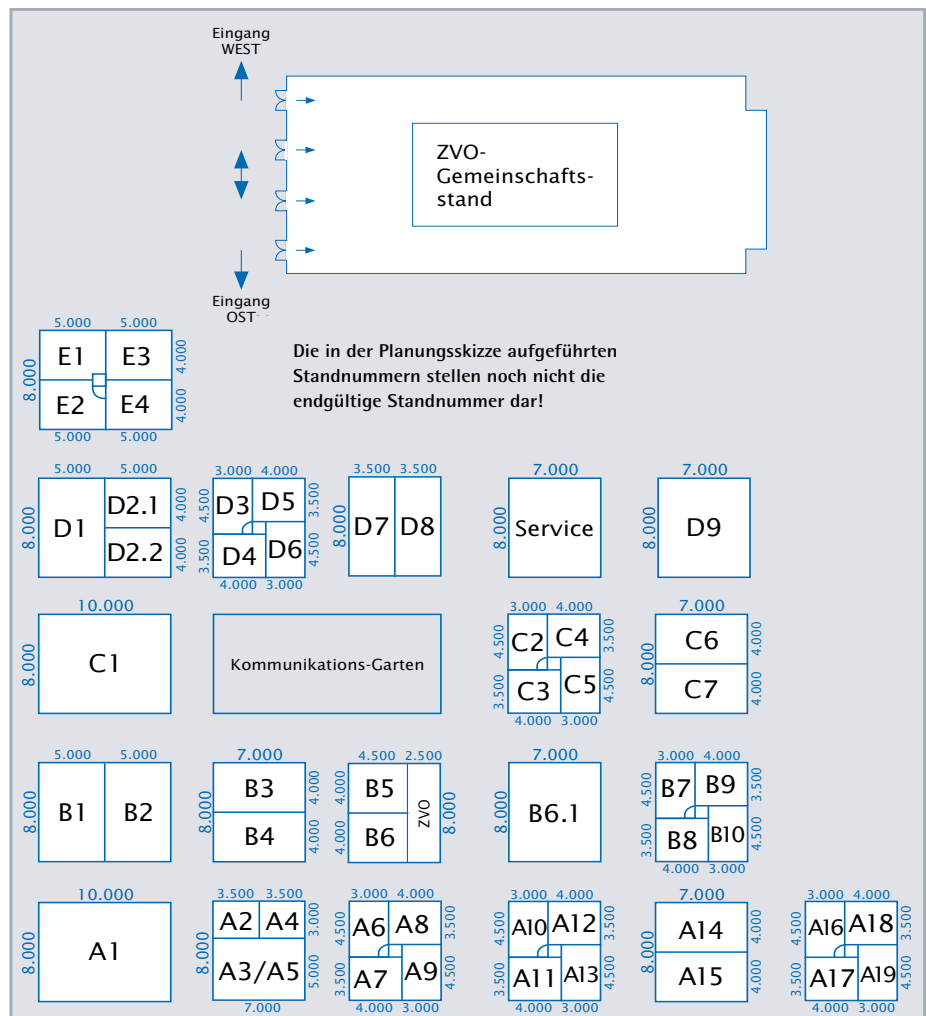 Eingang
WEST
ZVO-
Gemeinschafts-
stand
Eingang
OST
Die in der Planungsskizze aufgeführten
Standnummern stellen noch nicht die
endgültige Standnummer dar!
5.000 5.000
8.000 E1 E3 4.000
E2 E4 4.000
5.000 5.000
5.000 5.000 3.000 4.000 3.500 3.500 7.000 7.000
8.000 D1 D2.1 4.000 4.500 D3 D5 3.500 8.000 D7 D8 8.000 Service 8.000 D9
D2.2 4.000 3.500 D4 D6 4.500
4.000 3.000
10.000 3.000 4.000 7.000
8.000 C1 Kommunikations-Garten 4.500 C2 C4 3.500 8.000 C6 4.000
3.500 C3 C5 4.500 C7 4.000
4.000 3.000
5.000 5.000 7.000 4.500 2.500 7.000 3.000 4.000
8.000 B1 B2 8.000 B3 4.000 4.000 B5 ZVO 8.000 8.000 B6.1 4.500 B7 B9 3.500
B4 4.000 4.000 B6 3.500 B8 B10 4.500
4.000 3.000
10.000 3.500 3.500 3.000 4.000 3.000 4.000 7.000 3.000 4.000
8.000 A1 8.000 A2 A4 3.000 4.500 A6 A8 3.500 4.500 A10 A12 3.500 8.000 A14 4.000 4.500 A16 A18 3.500
A3/A5 5.000 3.500 A7 A9 4.500 3.500 A11 A13 4.500 A15 4.000 3.500 A17 A19 4.500
7.000 4.000 3.000 4.000 3.000 4.000 3.000